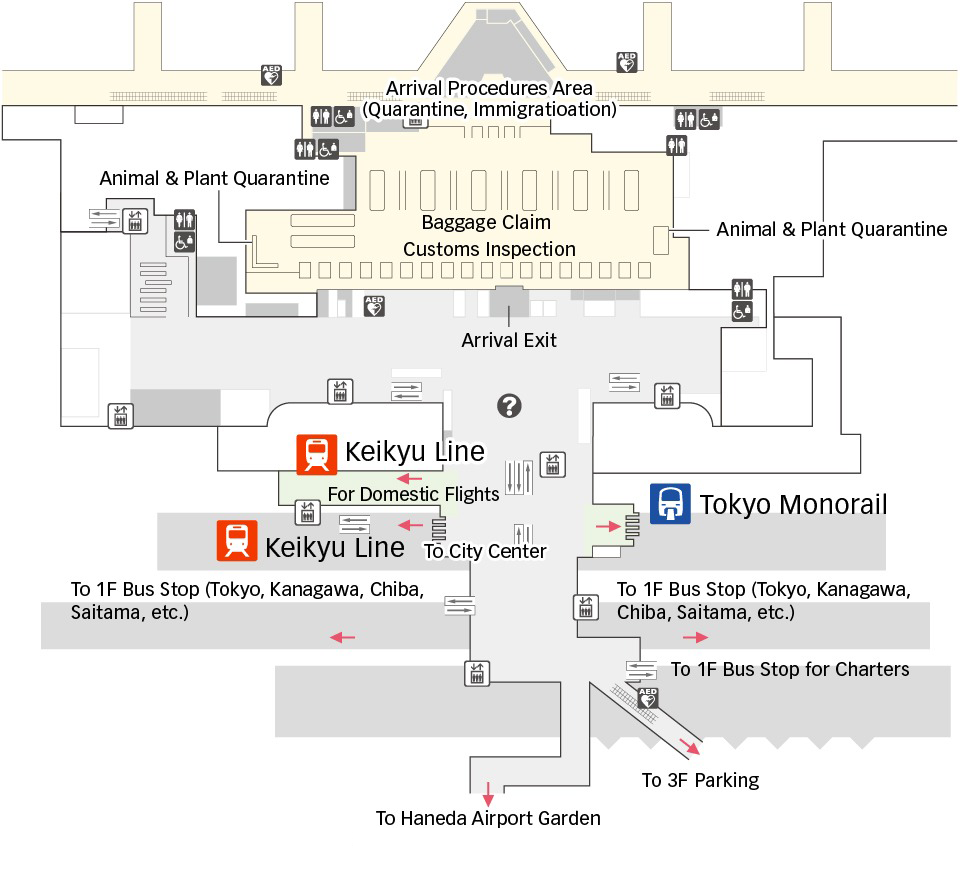 AED
AED
Arrival Procedures Area
(Quarantine, Immigratioation)
Animal & Plant Quarantine
Baggage Claim
Customs Inspection
Animal & Plant Quarantine
AED
Arrival Exit
?
Keikyu Line
For Domestic Flights
Tokyo Monorail
Keikyu Line
To City Center
To 1F Bus Stop (Tokyo, Kanagawa, Chiba,
Saitama, etc.)
To 1F Bus Stop (Tokyo, Kanagawa,
Chiba, Saitama, etc.)
To 1F Bus Stop for Charters
AED
To 3F Parking
To Haneda Airport Garden